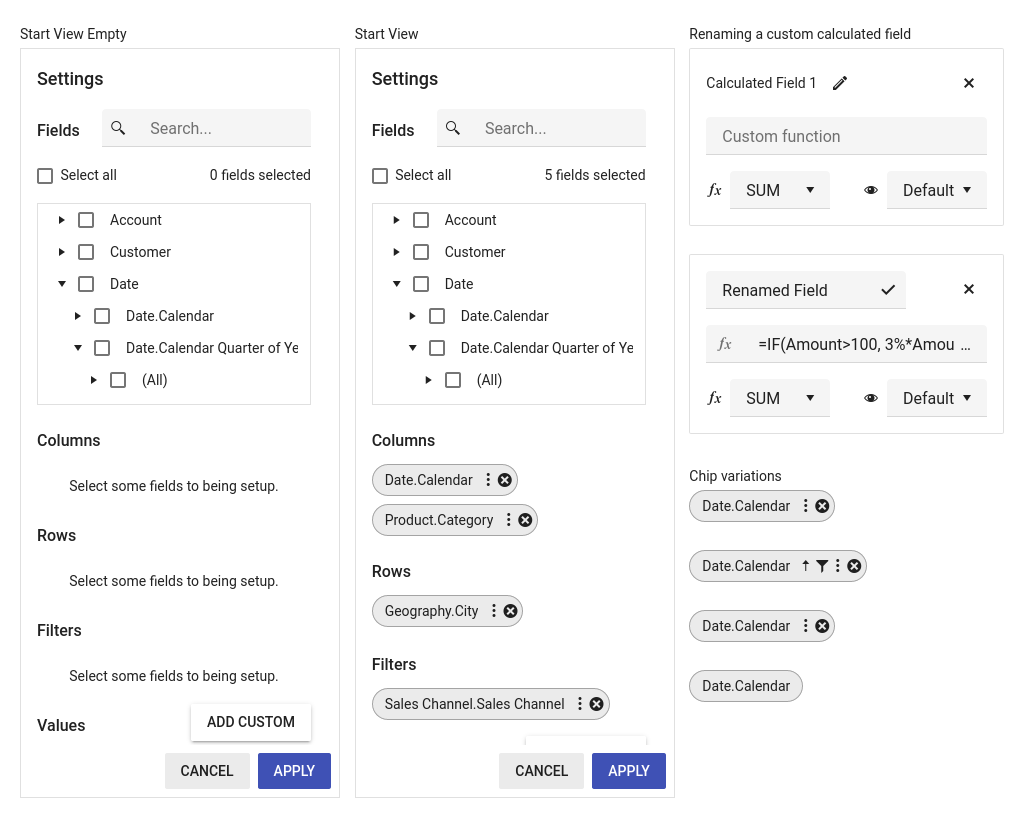 Start View Empty
Settings
Fields
Search...
Select all
0 fields selected
Account
Customer
Date
Date.Calendar
Date.Calendar Quarter of Ye
(All)
Columns
Select some fields to being setup.
Rows
Select some fields to being setup.
Filters
Select some fields to being setup.
Values
ADD CUSTOM
CANCEL
APPLY
Start View
Settings
Fields
Search...
Select all
5 fields selected
Account
Customer
Date
Date.Calendar
Date.Calendar Quarter of Ye
(All)
Columns
Date.Calendar
Product.Category
Rows
Geography.City
Filters
Sales Channel.Sales Channel
CANCEL
APPLY
Renaming a custom calculated field
Calculated Field 1
Custom function
fx
SUM
Default
Renamed Field
fx
=IF(Amount>100, 3%*Amou ...
fx
SUM
Default
Chip variations
Date.Calendar
Date.Calendar
Date.Calendar
Date.Calendar